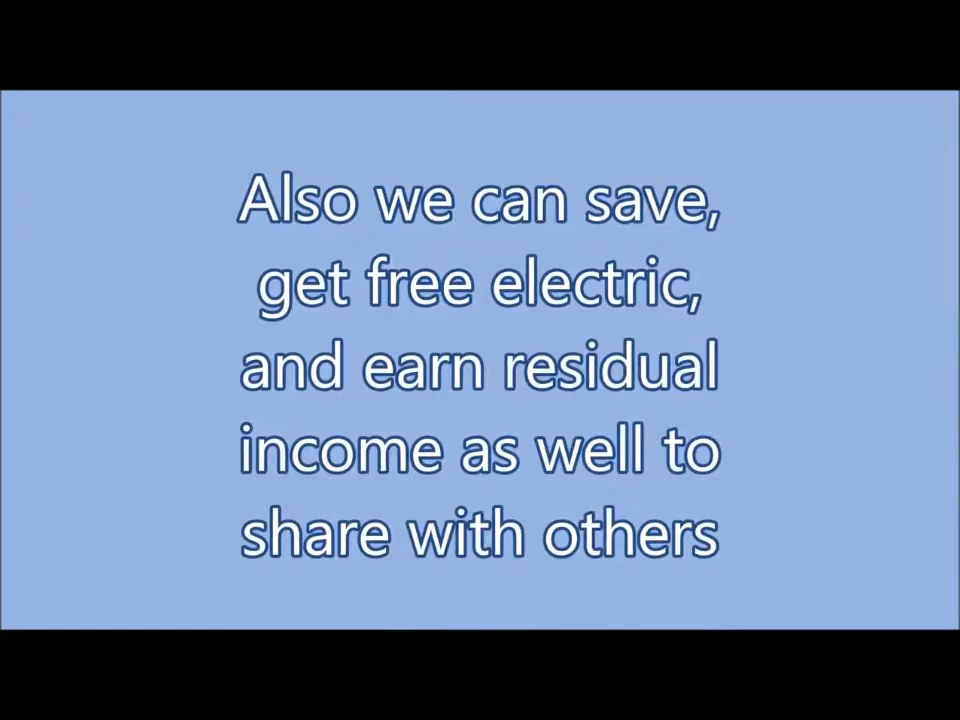 Also we can save,
get free electric,
and earn residual
income as well to
share with others